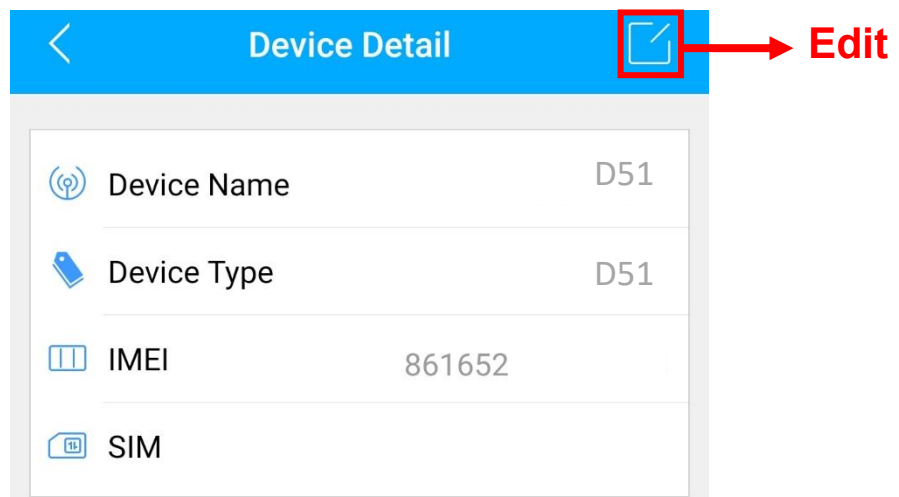 Device Detail
Edit
Device Name D51
Device Type D51
IMEI 861652
SIM